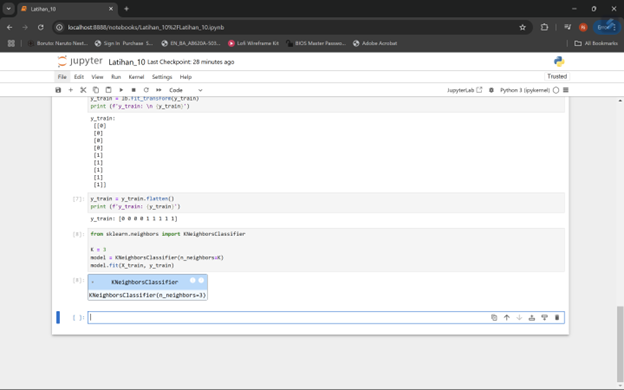 Latihan_10
localhost:8888/notebooks/Latihan_10%2FLatihan_10.ipynb
Boruto: Naruto Next...
Sign In Purchase S...
EN_BA_ABL620A-S05...
Lofi Wireframe Kit
BIOS Master Passwo...
Adobe Acrobat
All Bookmarks
jupyter Latihan_10 Last Checkpoint: 28 minutes ago
File Edit View Run Kernel Settings Help
Trusted
Code
JupyterLab
Python 3 (ipykernel)
y_train = lb.fit_transform(y_train)
print (f'y_train: \n {y_train}')
y_train:
[[0]
[0]
[0]
[0]
[1]
[1]
[1]
[1]
[1]]
[7]: y_train = y_train.flatten()
print (f'y_train: {y_train}')
y_train: [0 0 0 0 1 1 1 1 1]
[8]: from sklearn.neighbors import KNeighborsClassifier
K = 3
model = KNeighborsClassifier(n_neighbors=K)
model.fit(X_train, y_train)
[8]: KNeighborsClassifier
KNeighborsClassifier(n_neighbors=3)
[ ]: